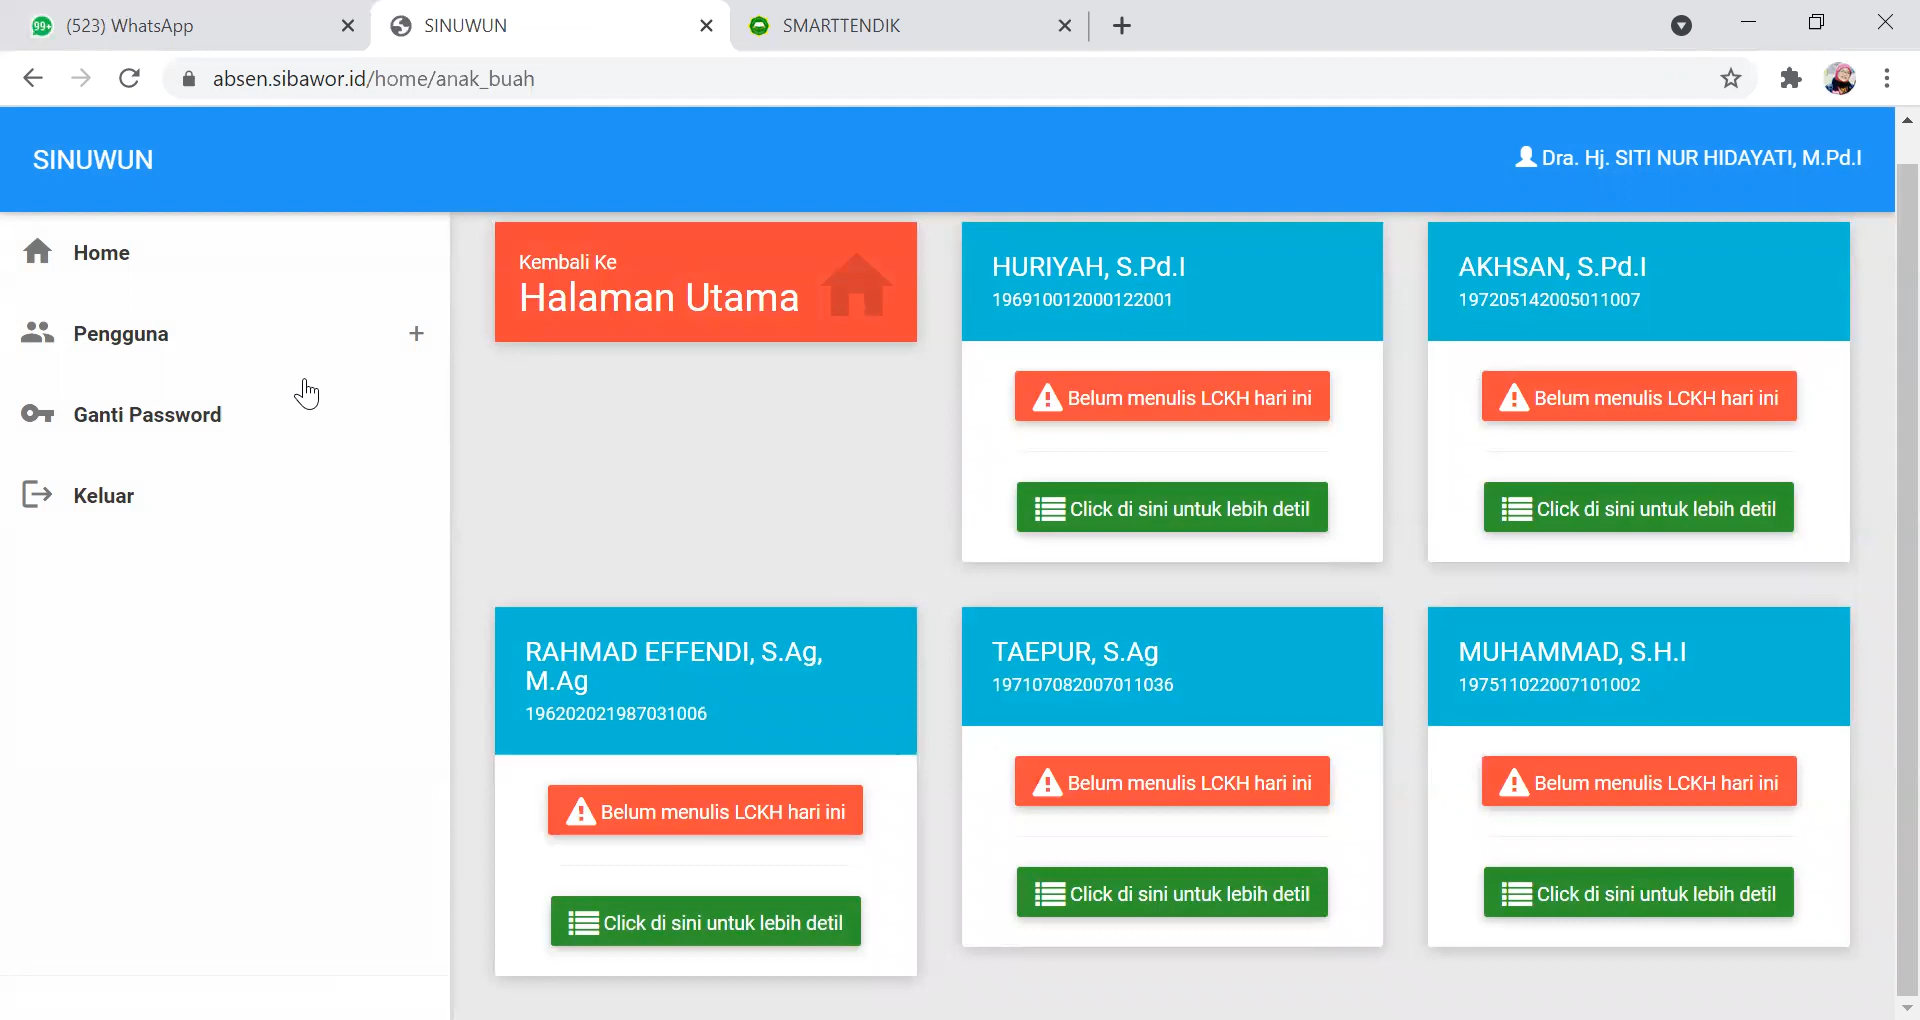 99+ (523) WhatsApp
SINUWUN
SMARTTENDIK
absen.sibawor.id/home/anak_buah
SINUWUN
Dra. Hj. SITI NUR HIDAYATI, M.Pd.I
Home
Pengguna +
Ganti Password
Keluar
Kembali Ke
Halaman Utama
HURIYAH, S.Pd.I
196910012000122001
Belum menulis LCKH hari ini
Click di sini untuk lebih detil
AKHSAN, S.Pd.I
197205142005011007
Belum menulis LCKH hari ini
Click di sini untuk lebih detil
RAHMAD EFFENDI, S.Ag,
M.Ag
196202021987031006
Belum menulis LCKH hari ini
Click di sini untuk lebih detil
TAEPUR, S.Ag
197107082007011036
Belum menulis LCKH hari ini
Click di sini untuk lebih detil
MUHAMMAD, S.H.I
197511022007101002
Belum menulis LCKH hari ini
Click di sini untuk lebih detil